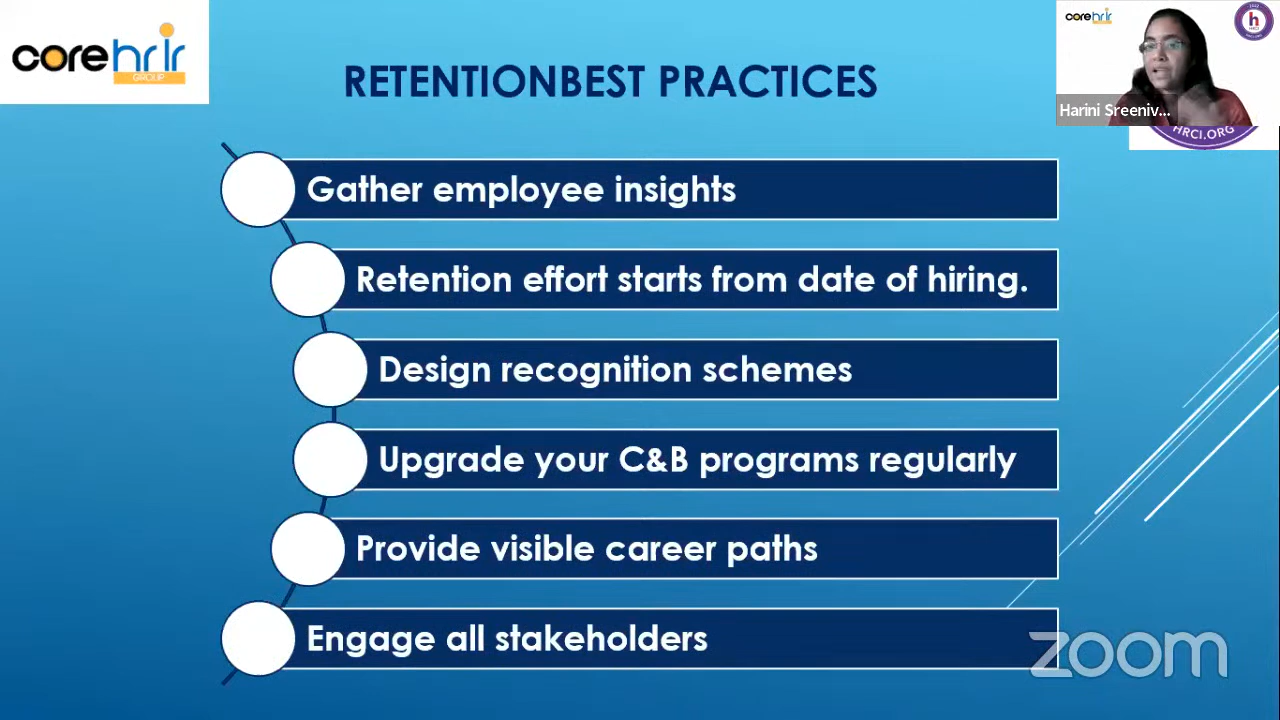 corehrir
GROUP
RETENTIONBEST PRACTICES
corehrir
Harini Sreeniv...
HRCI.ORG
Gather employee insights
Retention effort starts from date of hiring.
Design recognition schemes
Upgrade your C&B programs regularly
Provide visible career paths
Engage all stakeholders
zoom